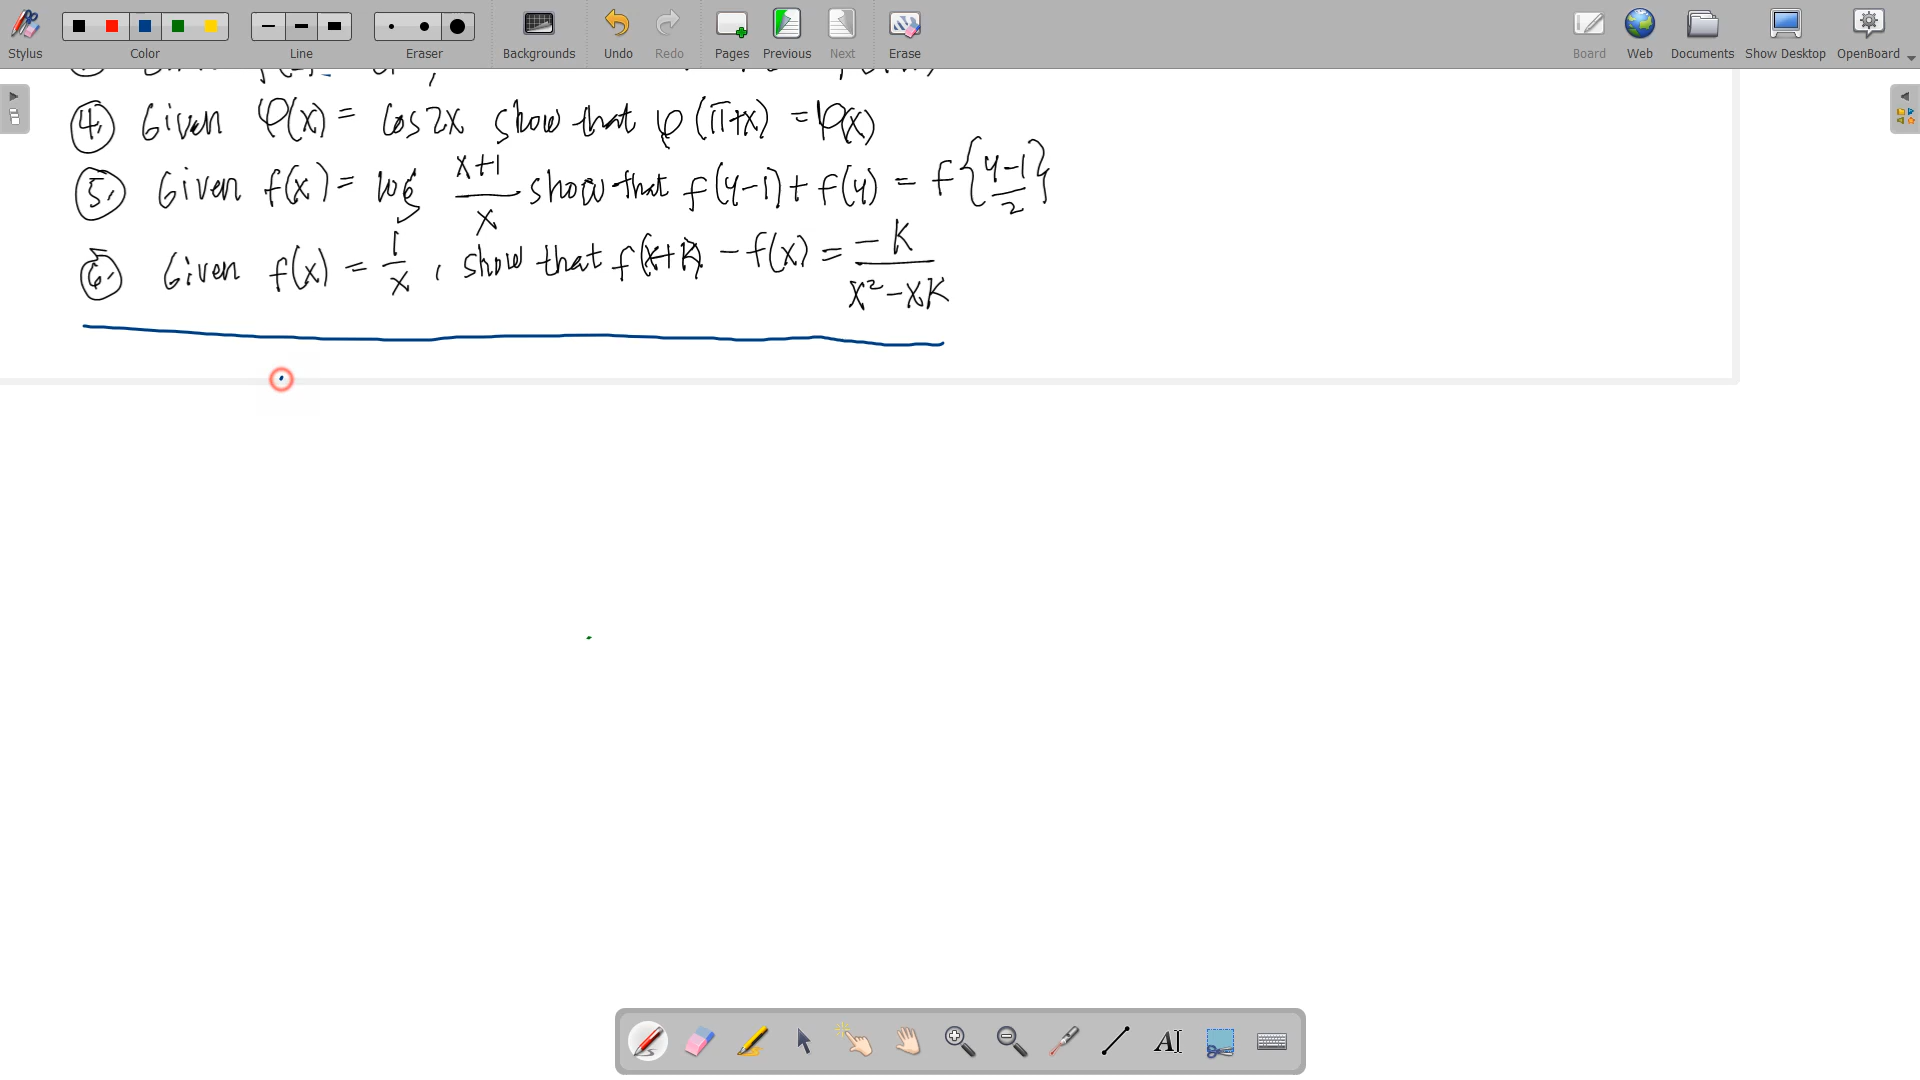 Stylus Color Line Eraser Backgrounds Undo Redo Pages Previous Next Erase Board Web Documents Show Desktop OpenBoard
④ Given φ(x) = cos2x show that φ(π+x) = φ(x)
⑤ Given f(x) = log (x+1)/x show that f(y-1) + f(y) = f{(y-1)/2}
⑥ Given f(x) = 1/x, show that f(x+k) - f(x) = -k/(x²-xk)